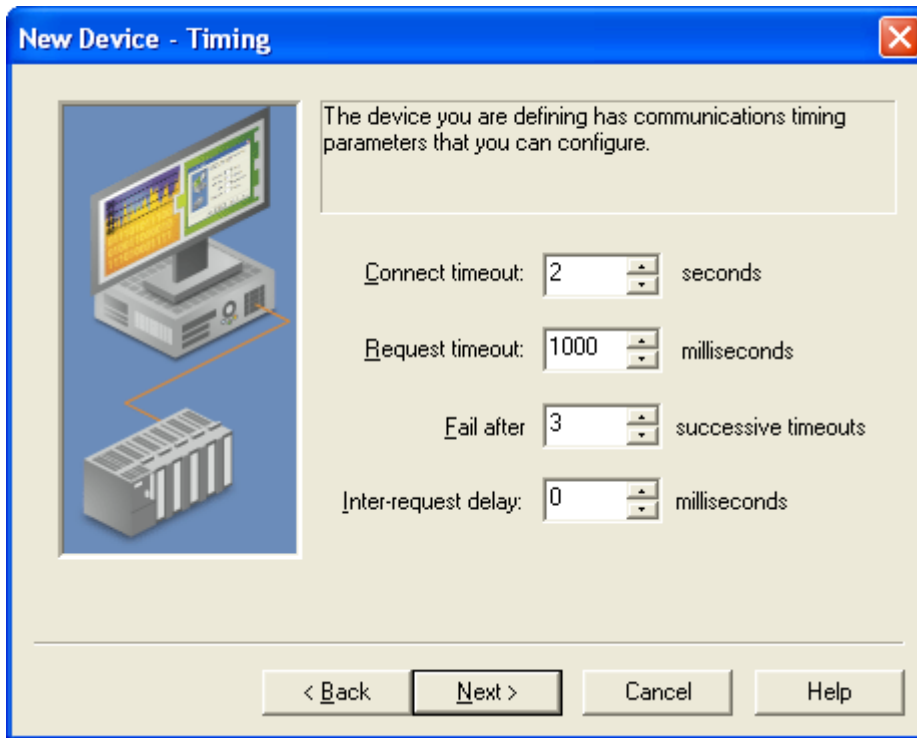 New Device - Timing
The device you are defining has communications timing
parameters that you can configure.
Connect timeout: 2 seconds
Request timeout: 1000 milliseconds
Fail after 3 successive timeouts
Inter-request delay: 0 milliseconds
< Back Next > Cancel Help